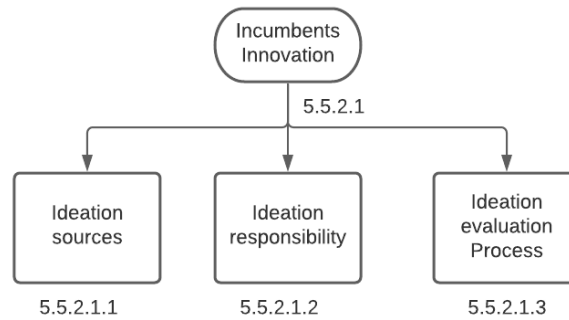 Incumbents
Innovation
5.5.2.1
Ideation
sources
Ideation
responsibility
Ideation
evaluation
Process
5.5.2.1.1
5.5.2.1.2
5.5.2.1.3